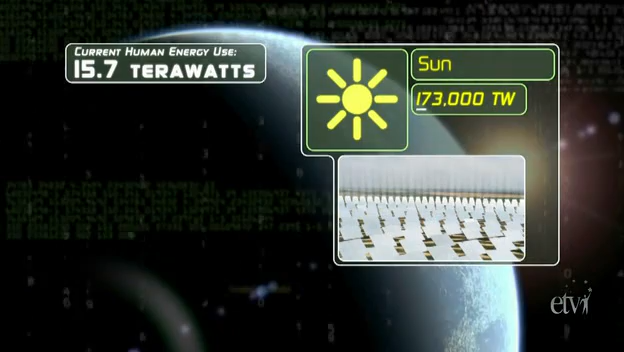 CURRENT HUMAN ENERGY USE:
15.7 TERAWATTS
Sun
173,000 TW
etv